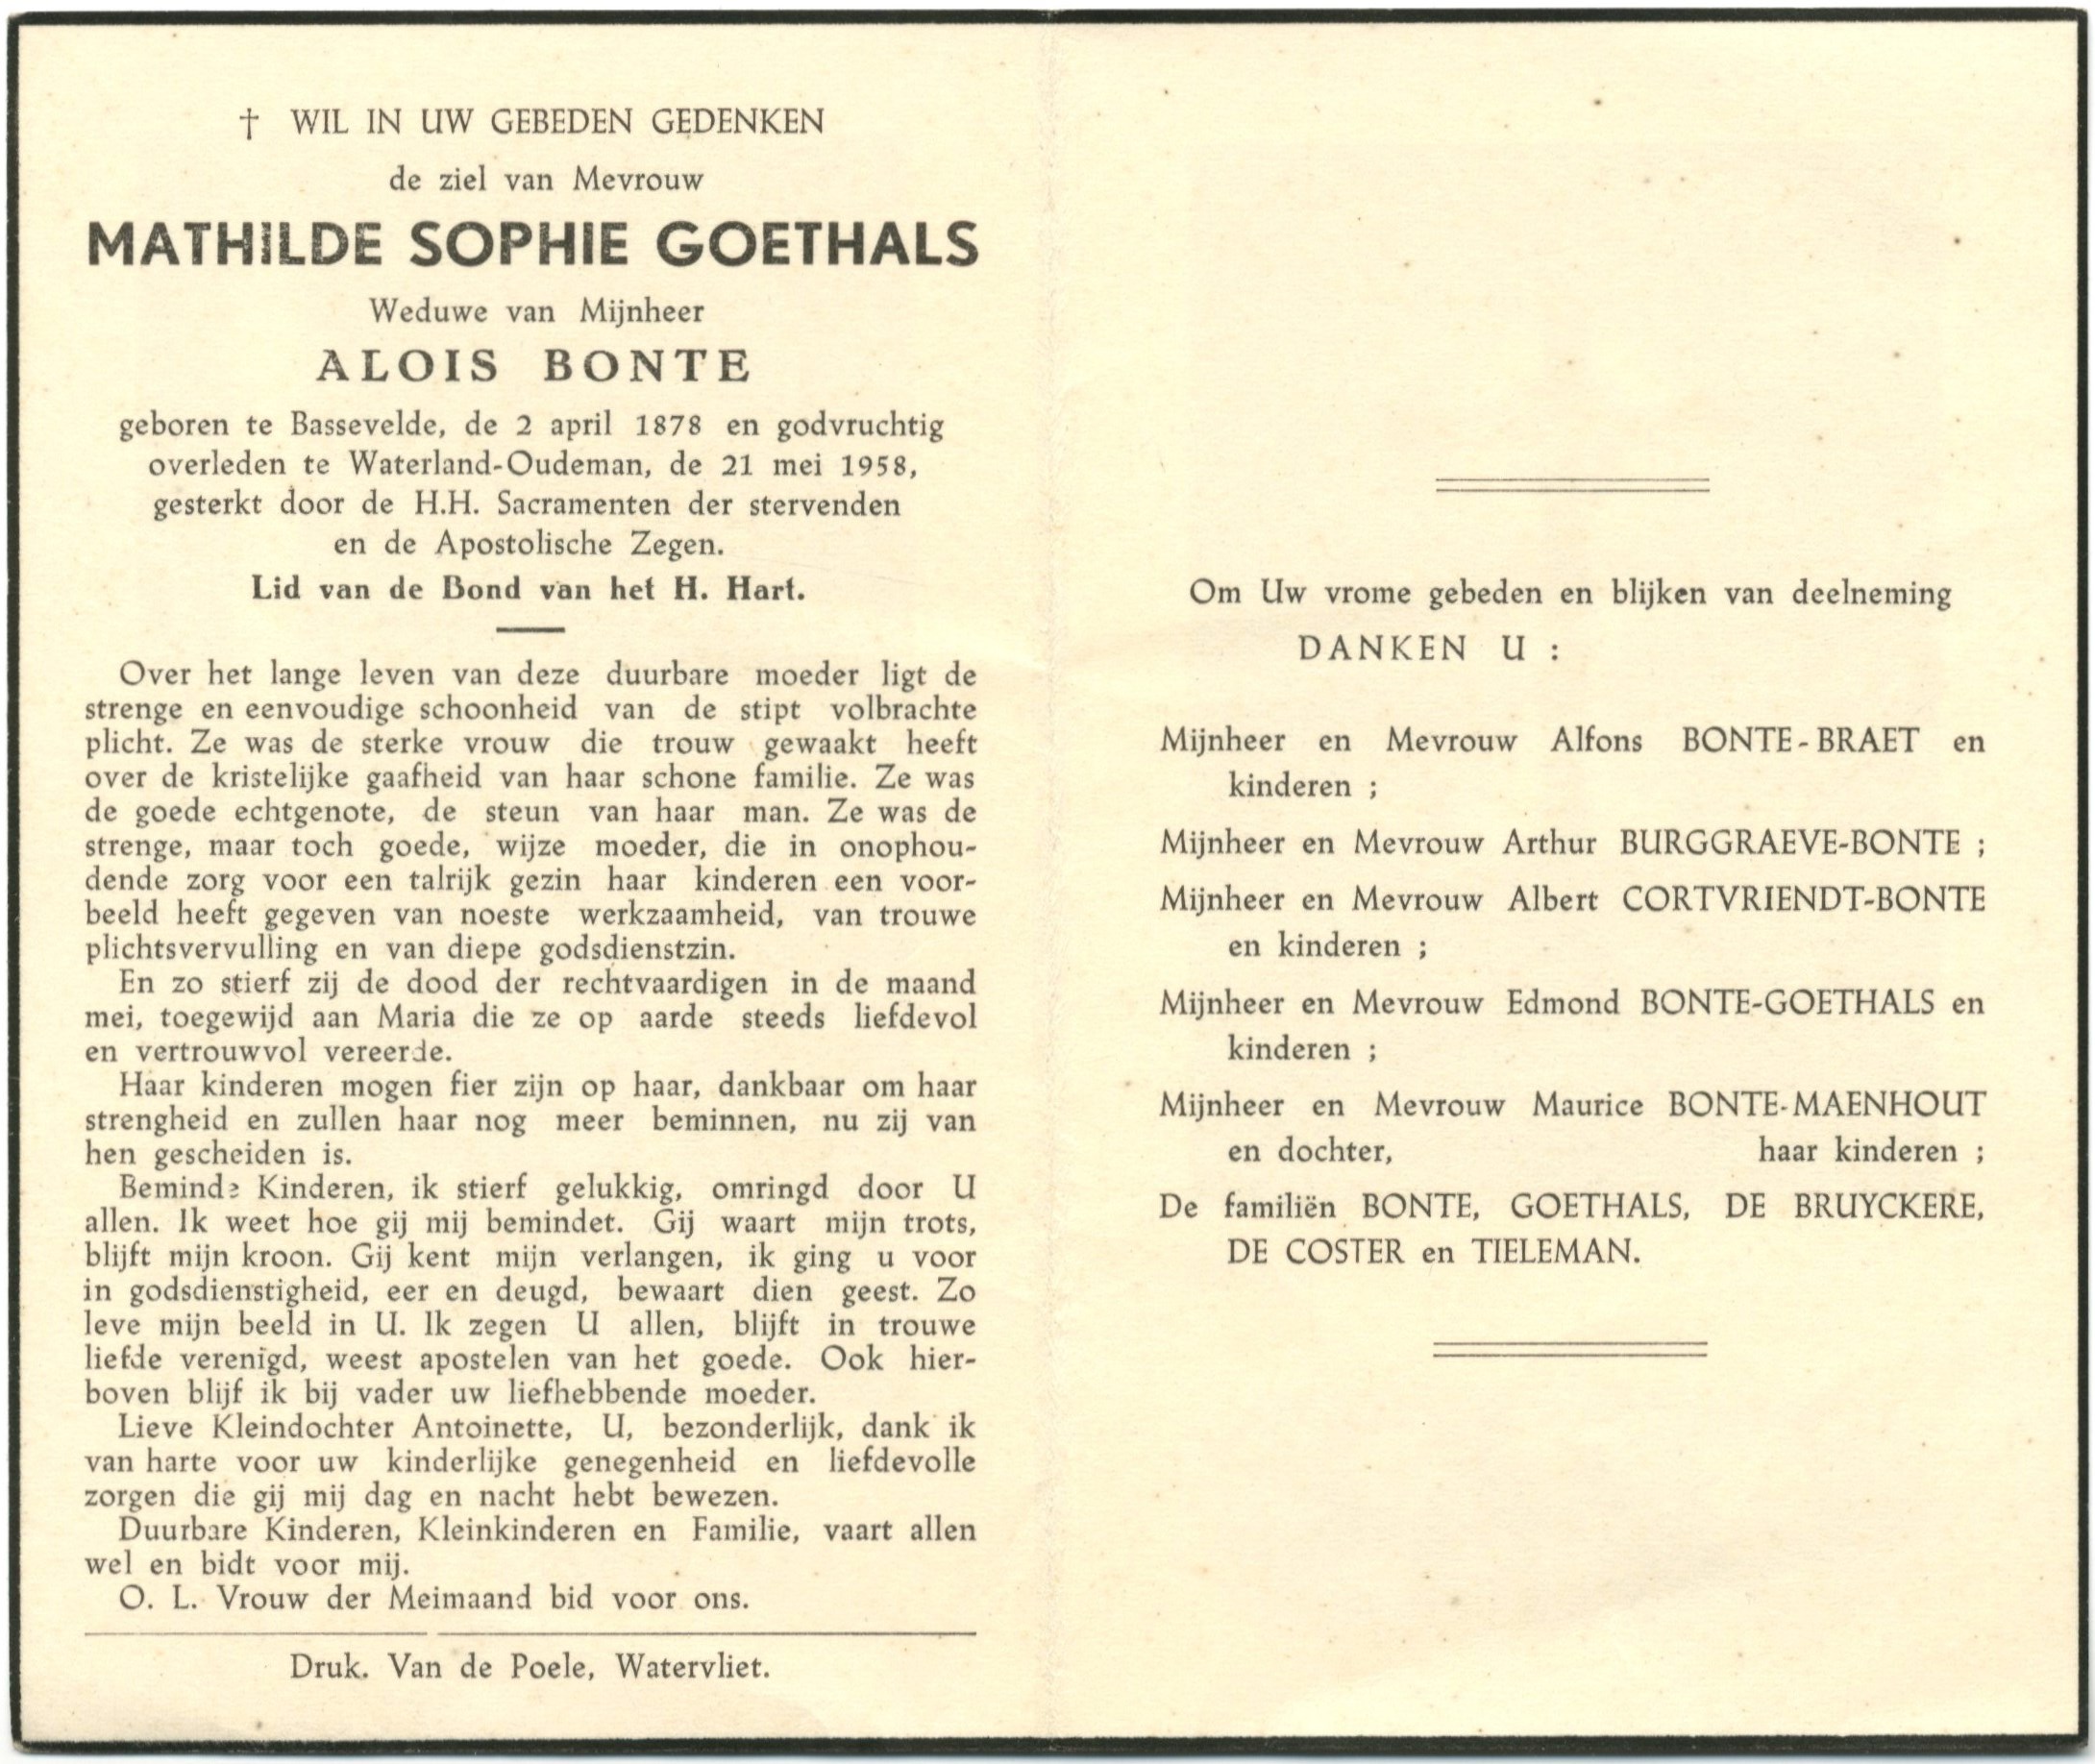 † WIL IN UW GEBEDEN GEDENKEN
de ziel van Mevrouw
MATHILDE SOPHIE GOETHALS
Weduwe van Mijnheer
ALOIS BONTE
geboren te Bassevelde, de 2 april 1878 en godvruchtig
overleden te Waterland-Oudeman, de 21 mei 1958,
gesterkt door de H.H. Sacramenten der stervenden
en de Apostolische Zegen.
Lid van de Bond van het H. Hart.
Over het lange leven van deze duurbare moeder ligt de
strenge en eenvoudige schoonheid van de stipt volbrachte
plicht. Ze was de sterke vrouw die trouw gewaakt heeft
over de kristelijke gaafheid van haar schone familie. Ze was
de goede echtgenote, de steun van haar man. Ze was de
strenge, maar toch goede, wijze moeder, die in onophou-
dende zorg voor een talrijk gezin haar kinderen een voor-
beeld heeft gegeven van noeste werkzaamheid, van trouwe
plichtsvervulling en van diepe godsdienstzin.
En zo stierf zij de dood der rechtvaardigen in de maand
mei, toegewijd aan Maria die ze op aarde steeds liefdevol
en vertrouwvol vereerde.
Haar kinderen mogen fier zijn op haar, dankbaar om haar
strengheid en zullen haar nog meer beminnen, nu zij van
hen gescheiden is.
Beminde Kinderen, ik stierf gelukkig, omringd door U
allen. Ik weet hoe gij mij bemindet. Gij waart mijn trots,
blijft mijn kroon. Gij kent mijn verlangen, ik ging u voor
in godsdienstigheid, eer en deugd, bewaart dien geest. Zo
leve mijn beeld in U. Ik zegen U allen, blijft in trouwe
liefde verenigd, weest apostelen van het goede. Ook hier-
boven blijf ik bij vader uw liefhebbende moeder.
Lieve Kleindochter Antoinette, U, bezonderlijk, dank ik
van harte voor uw kinderlijke genegenheid en liefdevolle
zorgen die gij mij dag en nacht hebt bewezen.
Duurbare Kinderen, Kleinkinderen en Familie, vaart allen
wel en bidt voor mij.
O. L. Vrouw der Meimaand bid voor ons.
Druk. Van de Poele, Watervliet.
Om Uw vrome gebeden en blijken van deelneming
DANKEN U :
Mijnheer en Mevrouw Alfons BONTE-BRAET en
kinderen ;
Mijnheer en Mevrouw Arthur BURGGRAEVE-BONTE ;
Mijnheer en Mevrouw Albert CORTVRIENDT-BONTE
en kinderen ;
Mijnheer en Mevrouw Edmond BONTE-GOETHALS en
kinderen ;
Mijnheer en Mevrouw Maurice BONTE-MAENHOUT
en dochter, haar kinderen ;
De familiën BONTE, GOETHALS, DE BRUYCKERE,
DE COSTER en TIELEMAN.